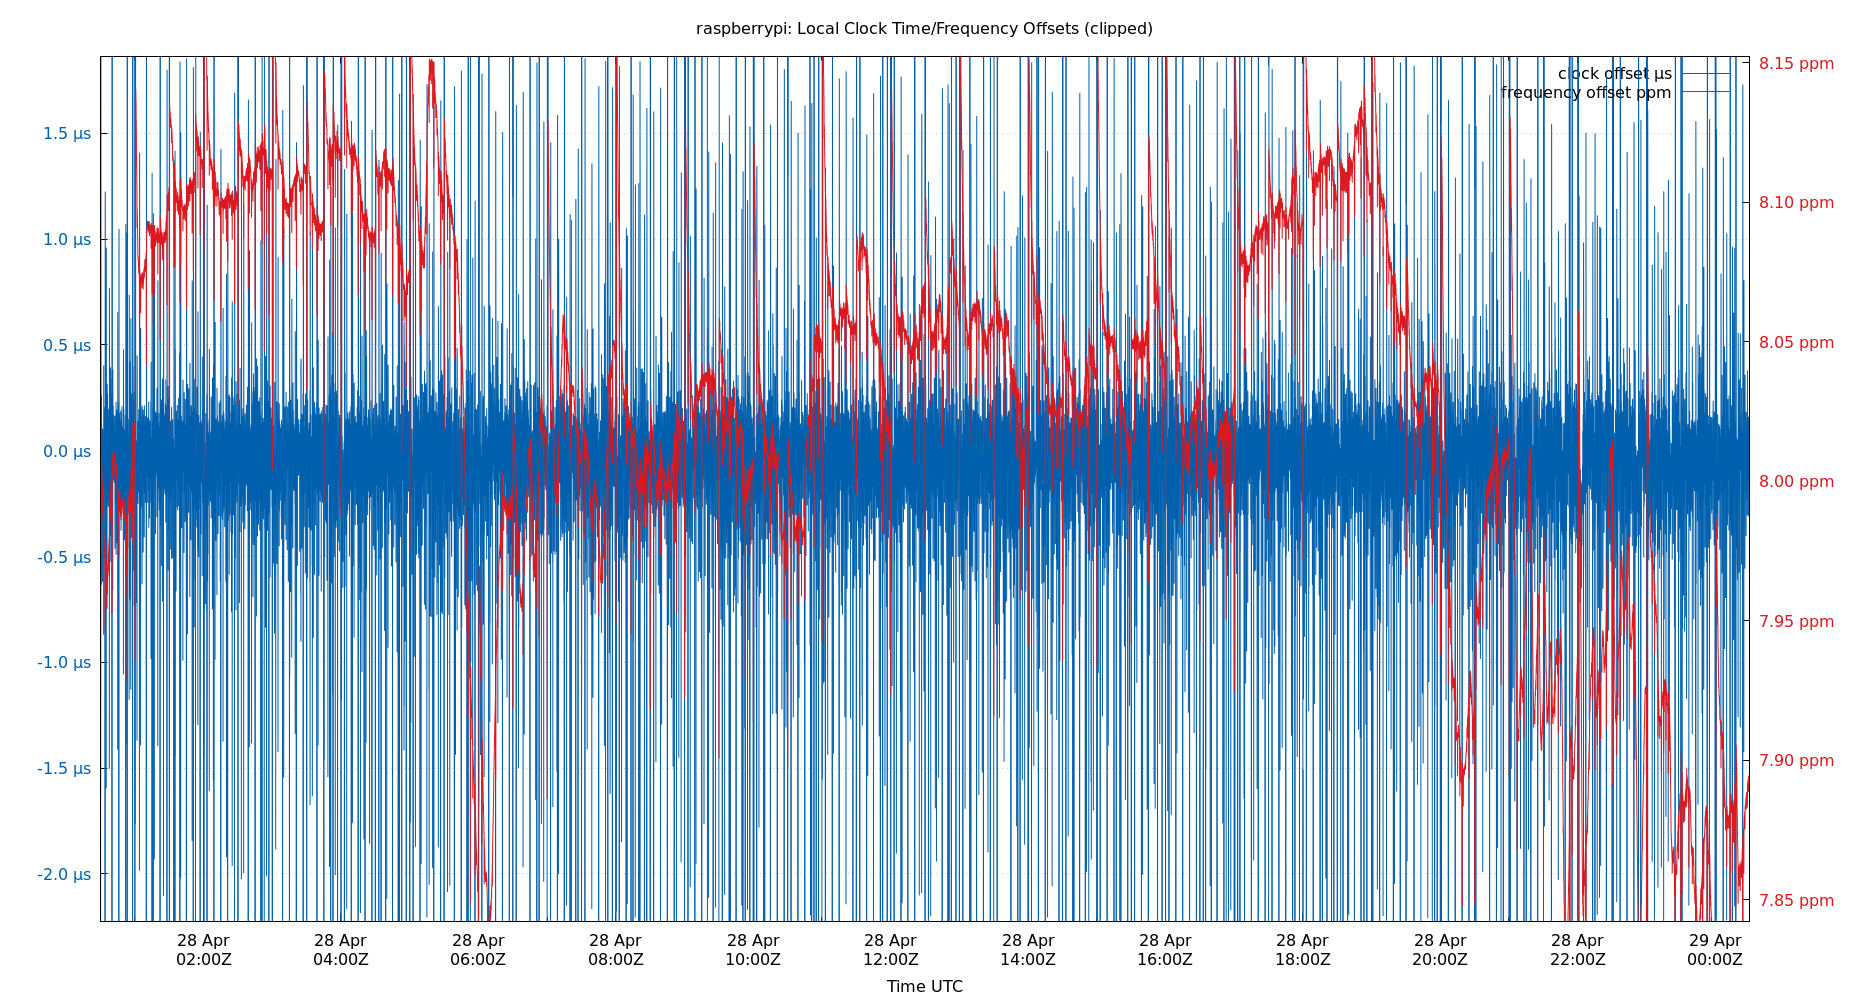 raspberrypi: Local Clock Time/Frequency Offsets (clipped)
clock offset µs
frequency offset ppm
1.5 µs
1.0 µs
0.5 µs
0.0 µs
-0.5 µs
-1.0 µs
-1.5 µs
-2.0 µs
8.15 ppm
8.10 ppm
8.05 ppm
8.00 ppm
7.95 ppm
7.90 ppm
7.85 ppm
28 Apr 02:00Z
28 Apr 04:00Z
28 Apr 06:00Z
28 Apr 08:00Z
28 Apr 10:00Z
28 Apr 12:00Z
28 Apr 14:00Z
28 Apr 16:00Z
28 Apr 18:00Z
28 Apr 20:00Z
28 Apr 22:00Z
29 Apr 00:00Z
Time UTC